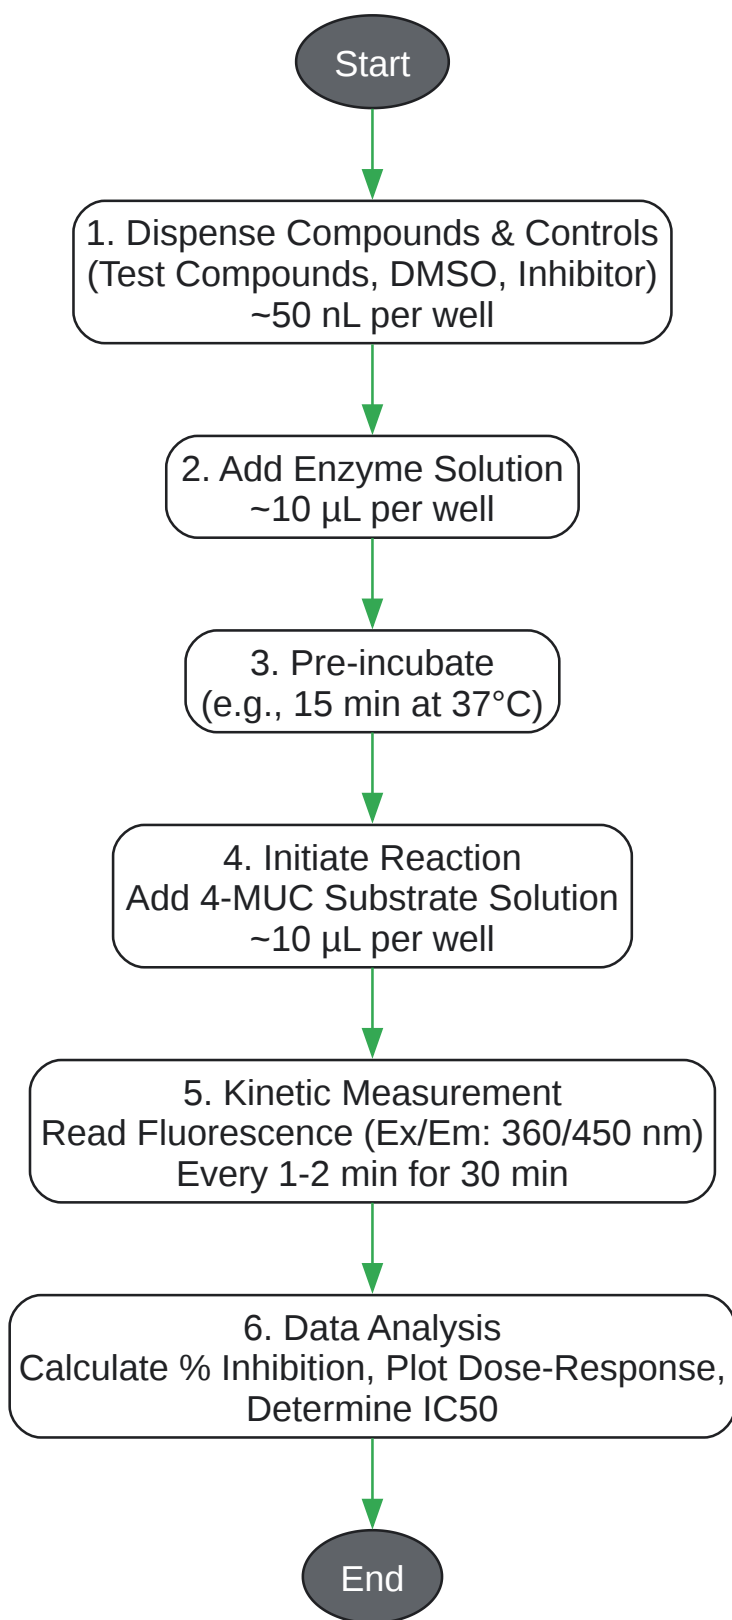 Start
1. Dispense Compounds & Controls
(Test Compounds, DMSO, Inhibitor)
~50 nL per well
2. Add Enzyme Solution
~10 µL per well
3. Pre-incubate
(e.g., 15 min at 37°C)
4. Initiate Reaction
Add 4-MUC Substrate Solution
~10 µL per well
5. Kinetic Measurement
Read Fluorescence (Ex/Em: 360/450 nm)
Every 1-2 min for 30 min
6. Data Analysis
Calculate % Inhibition, Plot Dose-Response,
Determine IC50
End